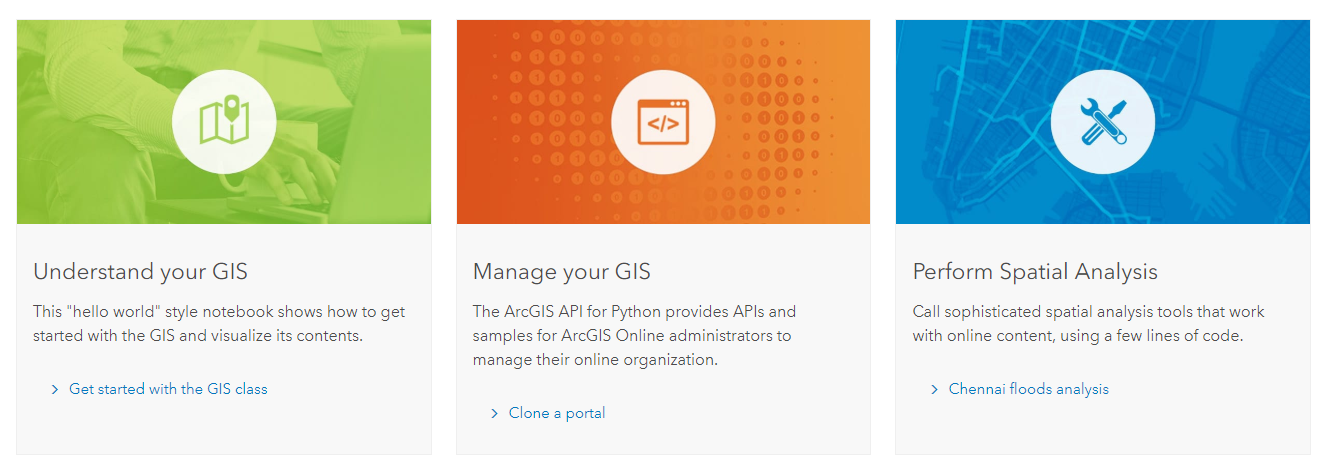 Understand your GIS
This "hello world" style notebook shows how to get
started with the GIS and visualize its contents.
Get started with the GIS class
</>
Manage your GIS
The ArcGIS API for Python provides APIs and
samples for ArcGIS Online administrators to
manage their online organization.
Clone a portal
Perform Spatial Analysis
Call sophisticated spatial analysis tools that work
with online content, using a few lines of code.
Chennai floods analysis